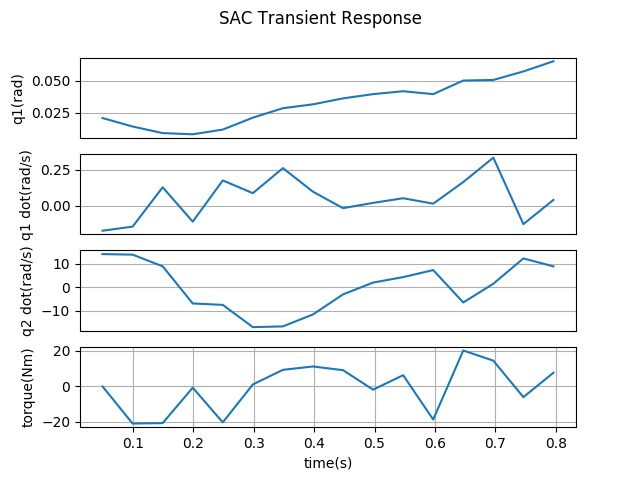 SAC Transient Response
q1(rad)
0.050
0.025
q1 dot(rad/s)
0.25
0.00
q2 dot(rad/s)
10
0
−10
torque(Nm)
20
0
−20
0.1 0.2 0.3 0.4 0.5 0.6 0.7 0.8
time(s)